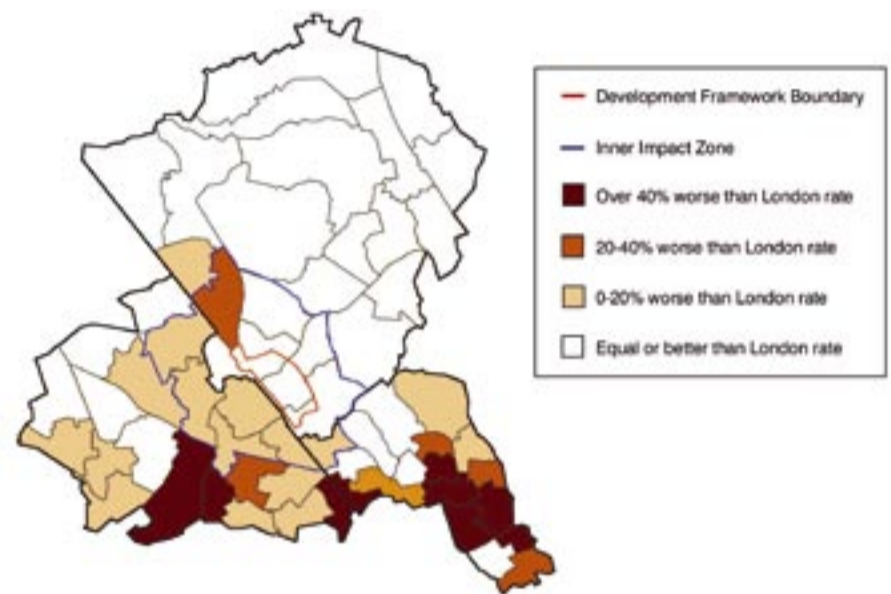 Development Framework Boundary
Inner Impact Zone
Over 40% worse than London rate
20-40% worse than London rate
0-20% worse than London rate
Equal or better than London rate